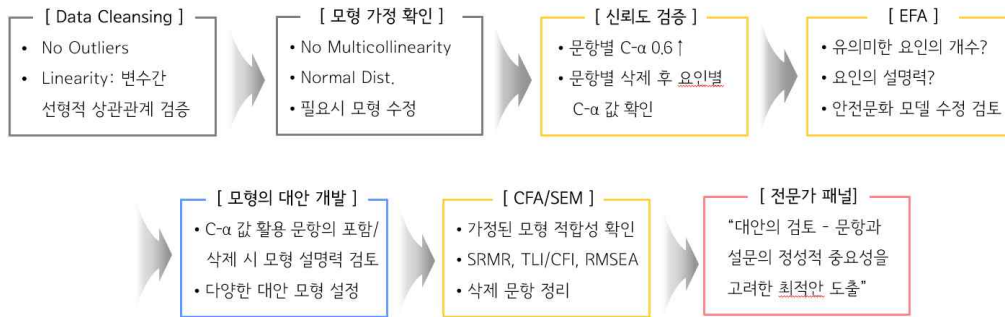 [ Data Cleansing ]
• No Outliers
• Linearity: 변수간
선형적 상관관계 검증
[ 모형 가정 확인 ]
• No Multicollinearity
• Normal Dist.
• 필요시 모형 수정
[ 신뢰도 검증 ]
• 문항별 C-α 0.6↑
• 문항별 삭제 후 요인별
C-α 값 확인
[ EFA ]
• 유의미한 요인의 개수?
• 요인의 설명력?
• 안전문화 모델 수정 검토
[ 모형의 대안 개발 ]
• C-α 값 활용 문항의 포함/
삭제 시 모형 설명력 검토
• 다양한 대안 모형 설정
[ CFA/SEM ]
• 가정된 모형 적합성 확인
• SRMR, TLI/CFI, RMSEA
• 삭제 문항 정리
[ 전문가 패널 ]
“대안의 검토 - 문항과
설문의 정성적 중요성을
고려한 최적안 도출”